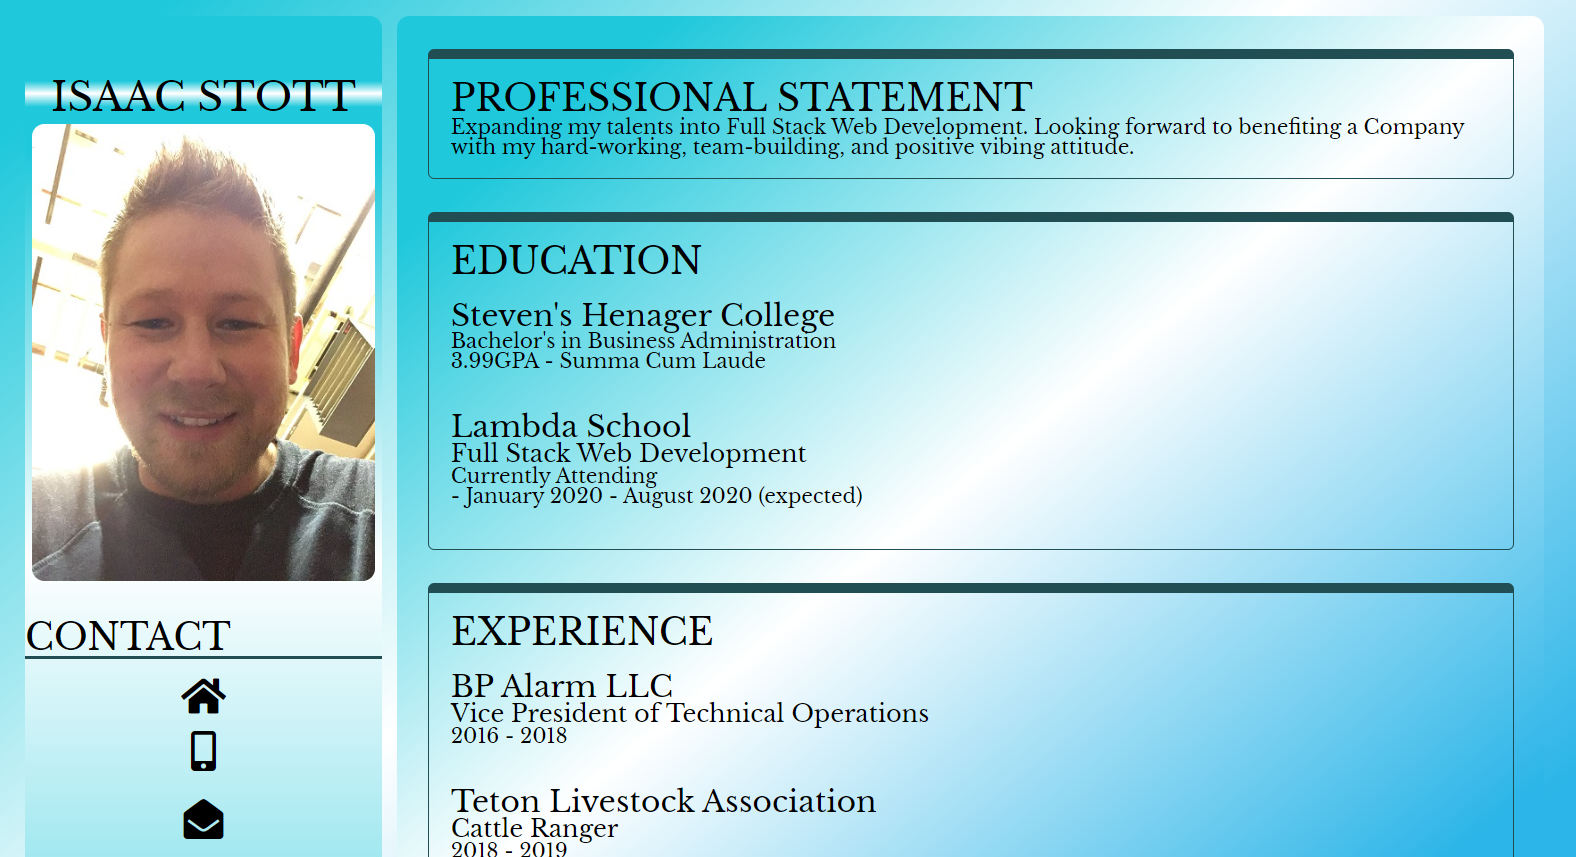 ISAAC STOTT
CONTACT
PROFESSIONAL STATEMENT
Expanding my talents into Full Stack Web Development. Looking forward to benefiting a Company
with my hard-working, team-building, and positive vibing attitude.
EDUCATION
Steven's Henager College
Bachelor's in Business Administration
3.99GPA - Summa Cum Laude
Lambda School
Full Stack Web Development
Currently Attending
- January 2020 - August 2020 (expected)
EXPERIENCE
BP Alarm LLC
Vice President of Technical Operations
2016 - 2018
Teton Livestock Association
Cattle Ranger
2018 - 2019